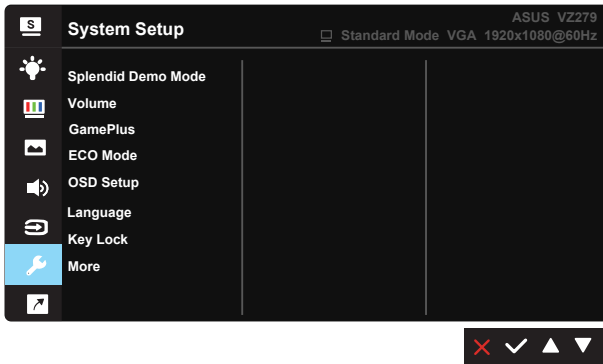 S
System Setup
ASUS VZ279
Standard Mode VGA 1920x1080@60Hz
Splendid Demo Mode
Volume
GamePlus
ECO Mode
OSD Setup
Language
Key Lock
More